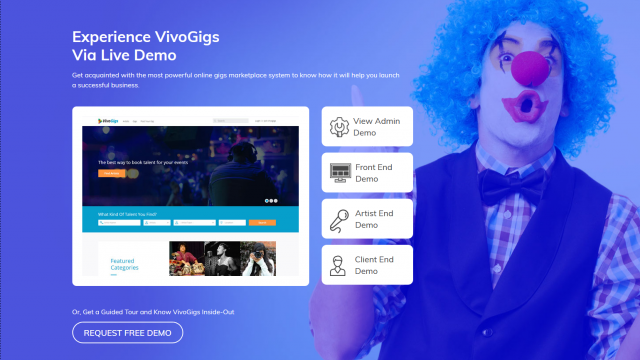 Experience VivoGigs
Via Live Demo
Get acquainted with the most powerful online gigs marketplace system to know how it will help you launch
a successful business.
VivoGigs
The best way to book talent for your events
What Kind Of Talent You Find?
Featured
Categories
View Admin
Demo
Front End
Demo
Artist End
Demo
Client End
Demo
Or, Get a Guided Tour and Know VivoGigs Inside-Out
REQUEST FREE DEMO